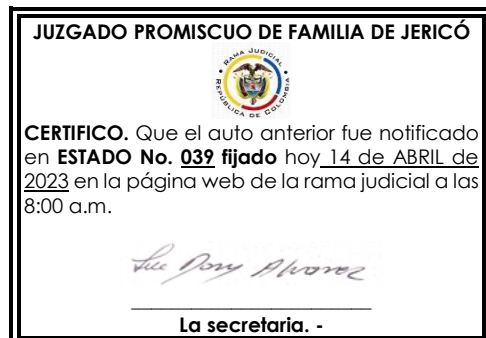 JUZGADO PROMISCUO DE FAMILIA DE JERICÓ
RAMA JUDICIAL
REPÚBLICA DE COLOMBIA
CERTIFICO. Que el auto anterior fue notificado
en ESTADO No. 039 fijado hoy 14 de ABRIL de
2023 en la página web de la rama judicial a las
8:00 a.m.
Alvarez
La secretaria. -